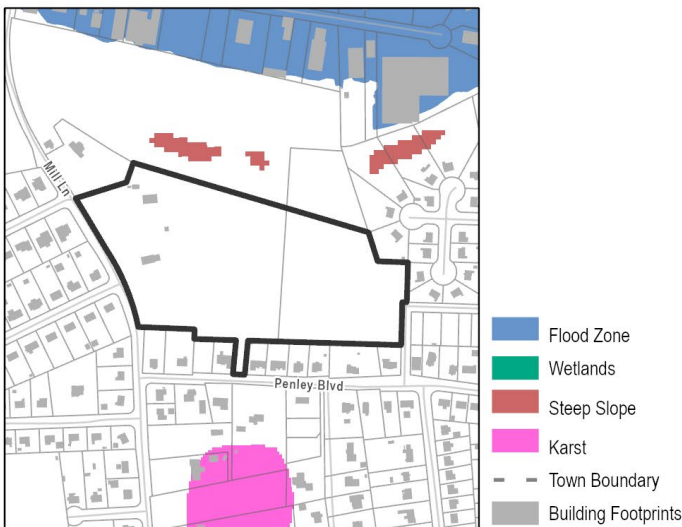 Mill Ln
Penley Blvd
Flood Zone
Wetlands
Steep Slope
Karst
Town Boundary
Building Footprints